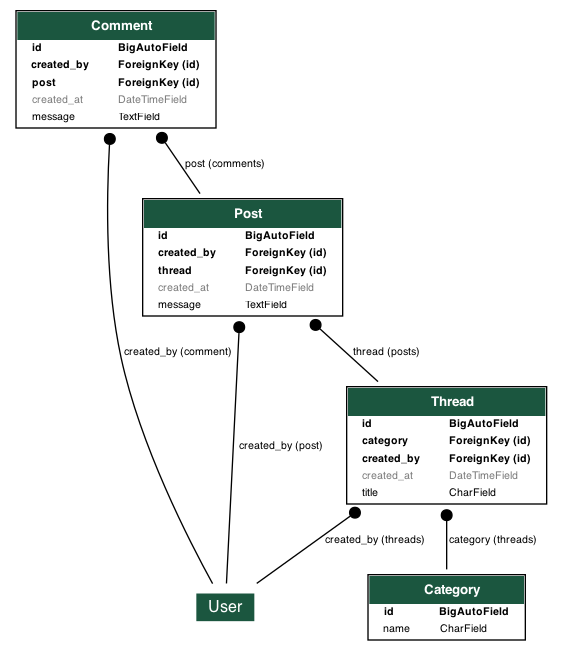 Comment
id BigAutoField
created_by ForeignKey (id)
post ForeignKey (id)
created_at DateTimeField
message TextField
post (comments)
Post
id BigAutoField
created_by ForeignKey (id)
thread ForeignKey (id)
created_at DateTimeField
message TextField
created_by (comment)
thread (posts)
Thread
id BigAutoField
category ForeignKey (id)
created_by ForeignKey (id)
created_at DateTimeField
title CharField
created_by (post)
created_by (threads)
category (threads)
User
Category
id BigAutoField
name CharField